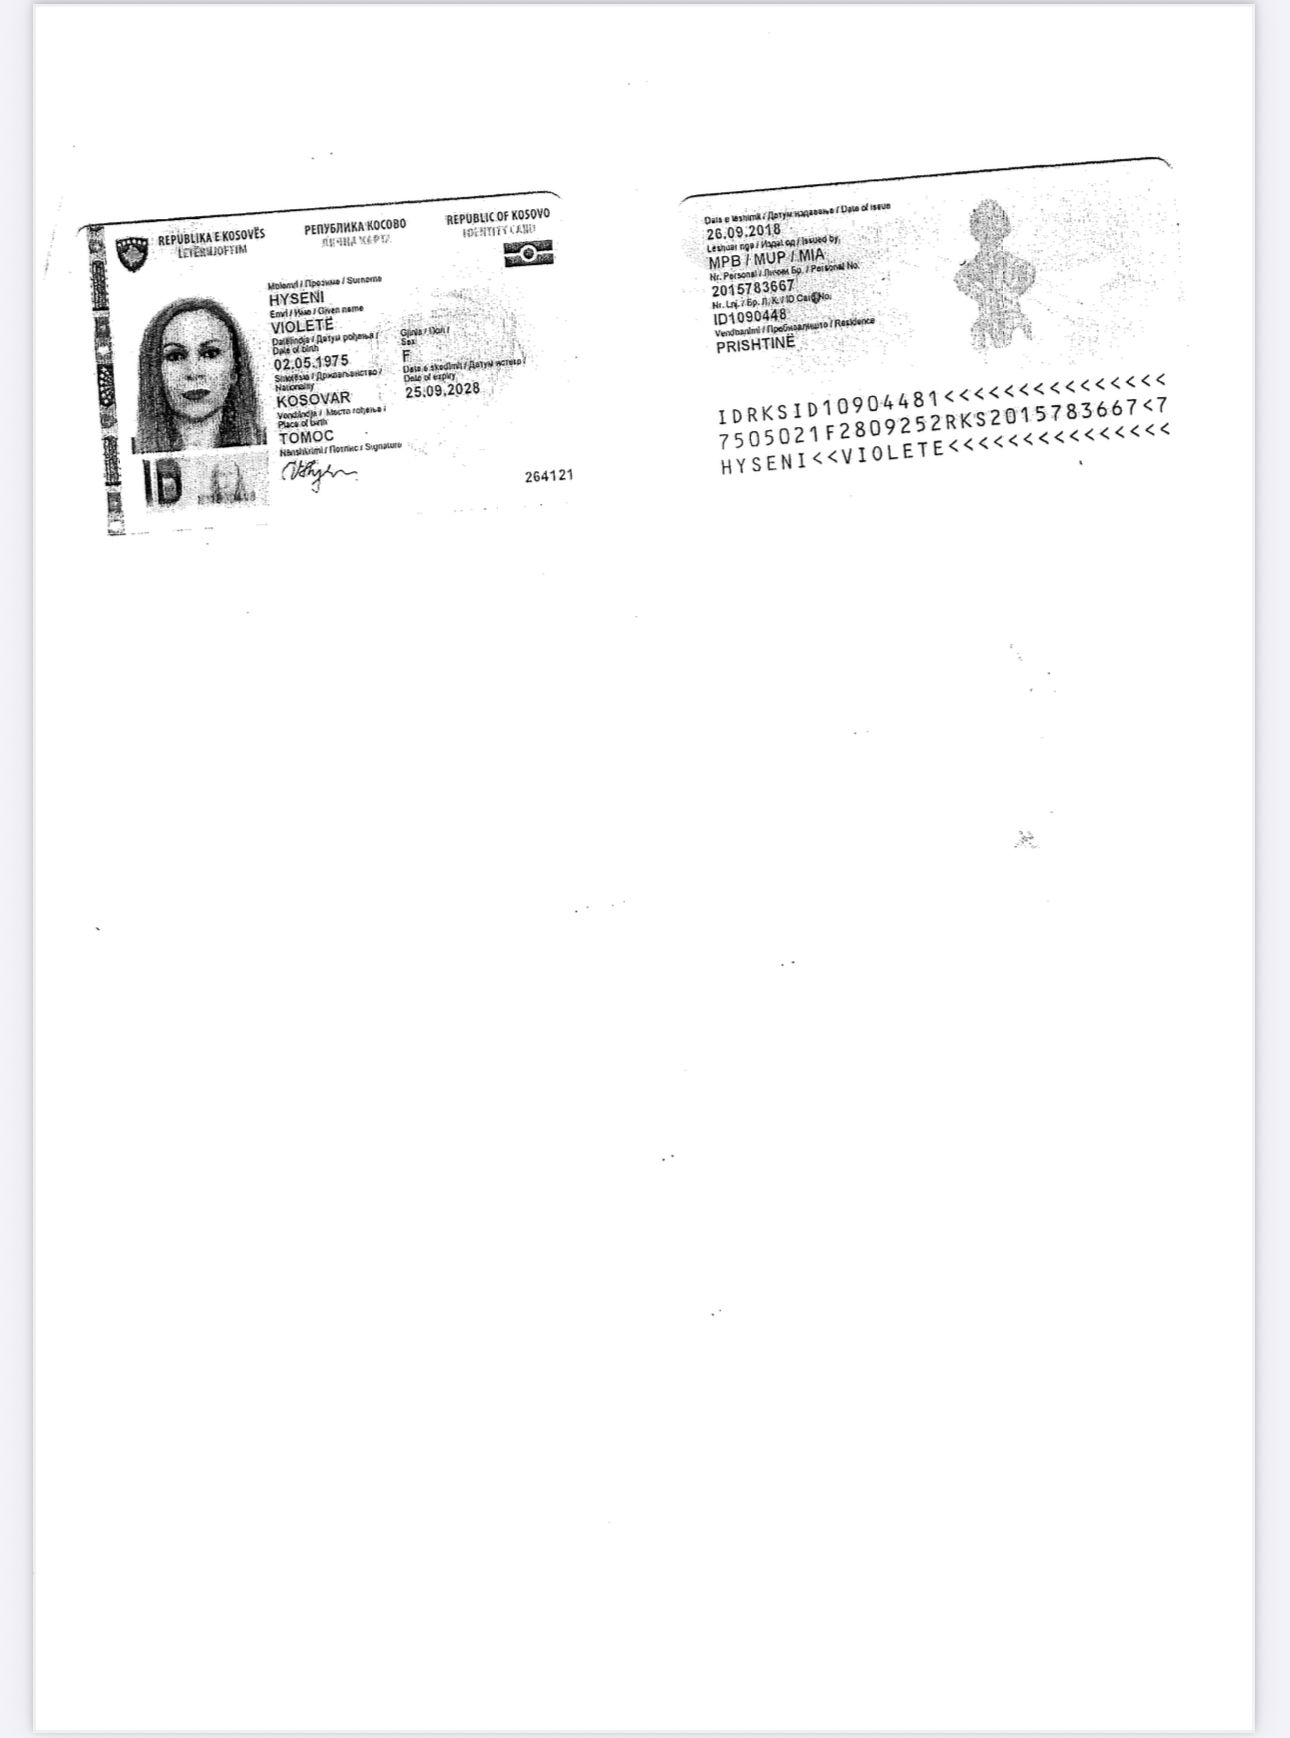 REPUBLIKA E KOSOVËS
LETËRNJOFTIM
РЕПУБЛИКА КОСОВО
ЛИЧНА КАРТА
REPUBLIC OF KOSOVO
IDENTITY CARD
Mbiemri / Презиме / Surname
HYSENI
Emri / Име / Given name
VIOLETË
Datëlindja / Датум рођења /
Date of birth
02.05.1975
Gjinia / Пол /
Sex
F
Shtetësia / Држављанство /
Nationality
KOSOVAR
Data e skadimit / Датум истека /
Date of expiry
25.09.2028
Vendlindja / Место рођења /
Place of birth
TOMOC
Nënshkrimi / Потпис / Signature
ID
264121
Data e lëshimit / Датум издавања / Date of issue
26.09.2018
Lëshuar nga / Издат од / Issued by
MPB / MUP / MIA
Nr. Personal / Лични Бр. / Personal No.
2015783667
Nr. Lnj. / Бр. Л. К. / ID Card No.
ID1090448
Vendbanimi / Пребивалиште / Residence
PRISHTINË
IDRKSID10904481<<<<<<<<<<<<<<<
7505021F2809252RKS2015783667<7
HYSENI<<VIOLETE<<<<<<<<<<<<<<<